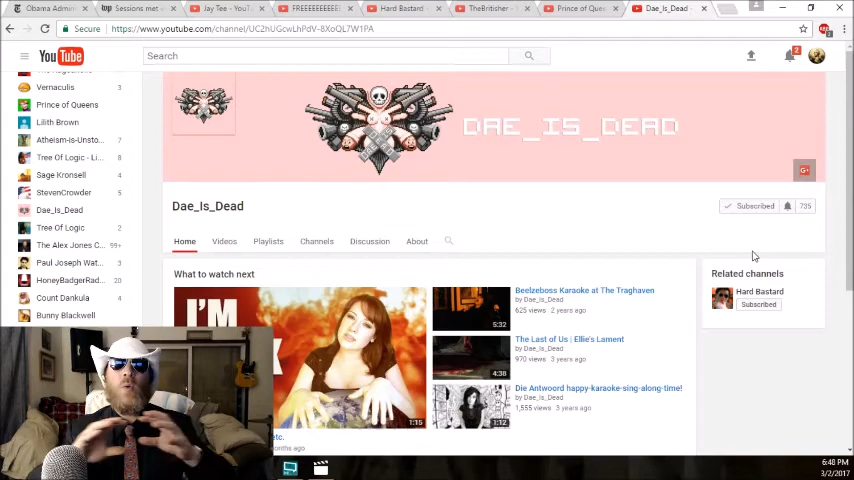 Obama Admin
Sessions met
Jay Tee - YouT
FREEEEEEEEEE
Hard Bastard -
TheBritisher -
Prince of Ques
Dae_Is_Dead -
Secure
https://www.youtube.com/channel/UC2hUGcwLhPdV-8XoQL7W1PA
YouTube
Search
2
Vernaculus 3
Prince of Queens
Lilith Brown
Atheism-is-Unsto... 7
Tree Of Logic - Li... 8
Sage Kronsell 4
StevenCrowder 5
Dae_Is_Dead
Tree Of Logic 2
The Alex Jones C... 99+
Paul Joseph Wat... 3
HoneyBadgerRad... 20
Count Dankula 4
Bunny Blackwell
DAE_IS_DEAD
G+
Dae_Is_Dead
Subscribed 735
Home Videos Playlists Channels Discussion About
What to watch next
I'M
1:15
etc.
Beelzeboss Karaoke at The Traghaven
by Dae_Is_Dead
625 views 2 years ago
5:32
The Last of Us | Ellie's Lament
by Dae_Is_Dead
970 views 3 years ago
4:38
Die Antwoord happy-karaoke-sing-along-time!
by Dae_Is_Dead
1,555 views 3 years ago
1:12
Related channels
Hard Bastard
Subscribed
6:48 PM
3/2/2017